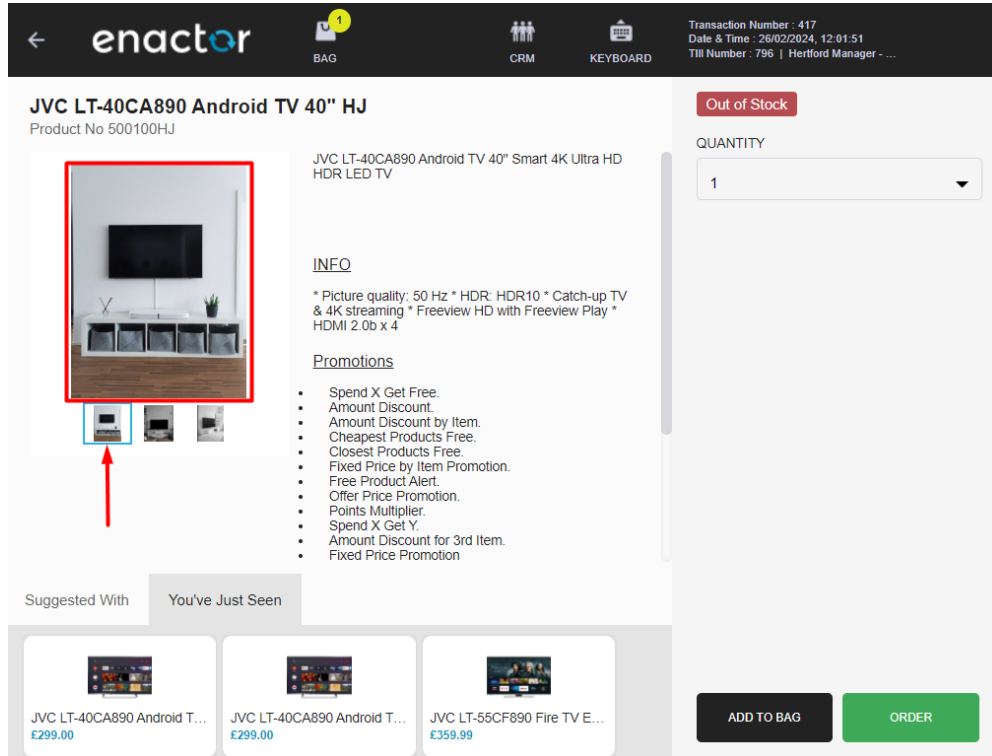 enactor
1
BAG
CRM
KEYBOARD
Transaction Number : 417
Date & Time : 26/02/2024, 12:01:51
Till Number : 796 | Hertford Manager - ...
JVC LT-40CA890 Android TV 40" HJ
Product No 500100HJ
JVC LT-40CA890 Android TV 40" Smart 4K Ultra HD
HDR LED TV
INFO
* Picture quality: 50 Hz * HDR: HDR10 * Catch-up TV
& 4K streaming * Freeview HD with Freeview Play *
HDMI 2.0b x 4
Promotions
• Spend X Get Free.
• Amount Discount.
• Amount Discount by Item.
• Cheapest Products Free.
• Closest Products Free.
• Fixed Price by Item Promotion.
• Free Product Alert.
• Offer Price Promotion.
• Points Multiplier.
• Spend X Get Y.
• Amount Discount for 3rd Item.
• Fixed Price Promotion
Out of Stock
QUANTITY
1
Suggested With
You've Just Seen
JVC LT-40CA890 Android T...
£299.00
JVC LT-40CA890 Android T...
£299.00
JVC LT-55CF890 Fire TV E...
£359.99
ADD TO BAG
ORDER